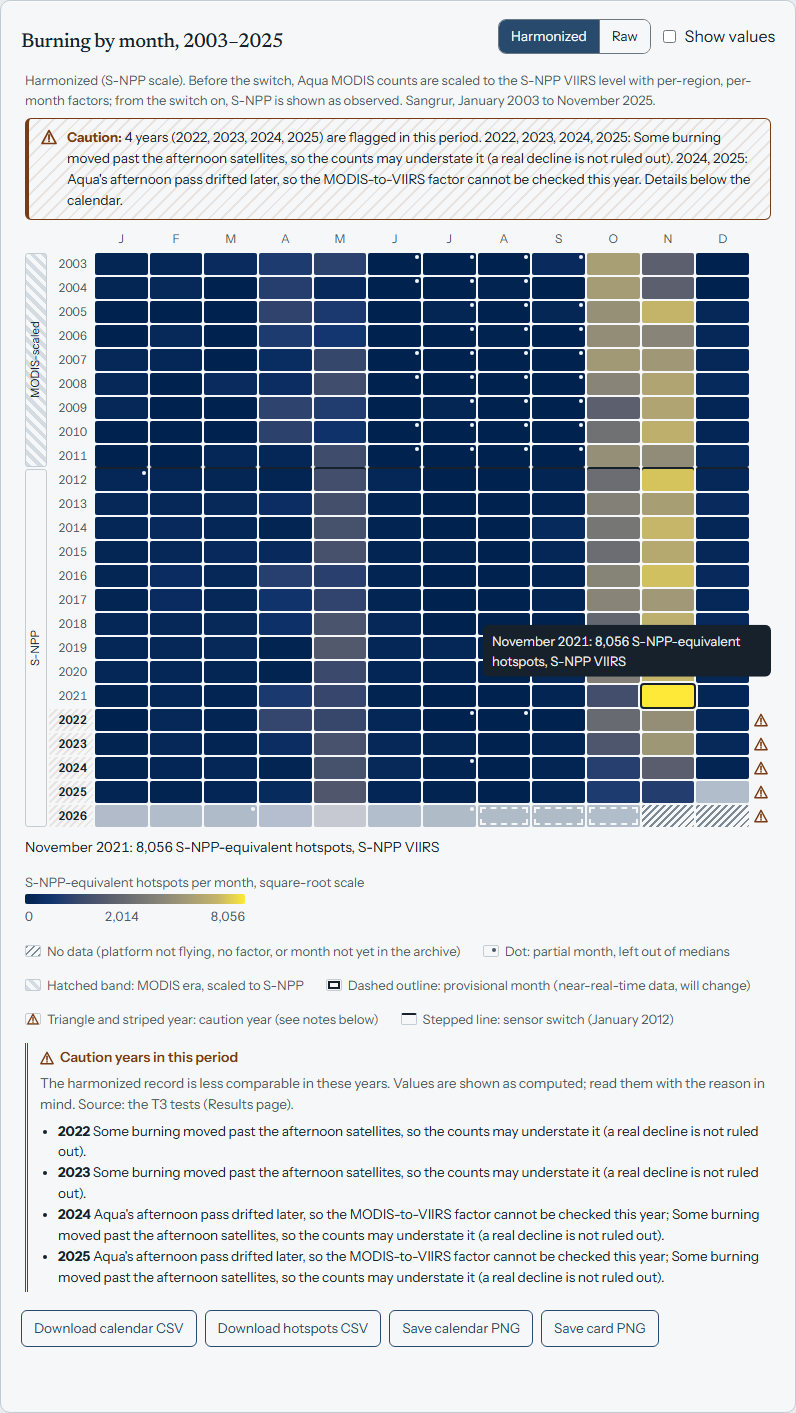 Burning by month, 2003–2025
Harmonized
Raw
Show values
Harmonized (S-NPP scale). Before the switch, Aqua MODIS counts are scaled to the S-NPP VIIRS level with per-region, per-
month factors; from the switch on, S-NPP is shown as observed. Sangrur, January 2003 to November 2025.
Caution: 4 years (2022, 2023, 2024, 2025) are flagged in this period. 2022, 2023, 2024, 2025: Some burning
moved past the afternoon satellites, so the counts may understate it (a real decline is not ruled out). 2024, 2025:
Aqua's afternoon pass drifted later, so the MODIS-to-VIIRS factor cannot be checked this year. Details below the
calendar.
J F M A M J J A S O N D
MODIS-scaled
2003
2004
2005
2006
2007
2008
2009
2010
2011
S-NPP
2012
2013
2014
2015
2016
2017
2018
2019
2020
2021
2022
2023
2024
2025
2026
November 2021: 8,056 S-NPP-equivalent
hotspots, S-NPP VIIRS
November 2021: 8,056 S-NPP-equivalent hotspots, S-NPP VIIRS
S-NPP-equivalent hotspots per month, square-root scale
0 2,014 8,056
No data (platform not flying, no factor, or month not yet in the archive)
Dot: partial month, left out of medians
Hatched band: MODIS era, scaled to S-NPP
Dashed outline: provisional month (near-real-time data, will change)
Triangle and striped year: caution year (see notes below)
Stepped line: sensor switch (January 2012)
Caution years in this period
The harmonized record is less comparable in these years. Values are shown as computed; read them with the reason in
mind. Source: the T3 tests (Results page).
• 2022 Some burning moved past the afternoon satellites, so the counts may understate it (a real decline is not ruled
out).
• 2023 Some burning moved past the afternoon satellites, so the counts may understate it (a real decline is not ruled
out).
• 2024 Aqua's afternoon pass drifted later, so the MODIS-to-VIIRS factor cannot be checked this year; Some burning
moved past the afternoon satellites, so the counts may understate it (a real decline is not ruled out).
• 2025 Aqua's afternoon pass drifted later, so the MODIS-to-VIIRS factor cannot be checked this year; Some burning
moved past the afternoon satellites, so the counts may understate it (a real decline is not ruled out).
Download calendar CSV
Download hotspots CSV
Save calendar PNG
Save card PNG